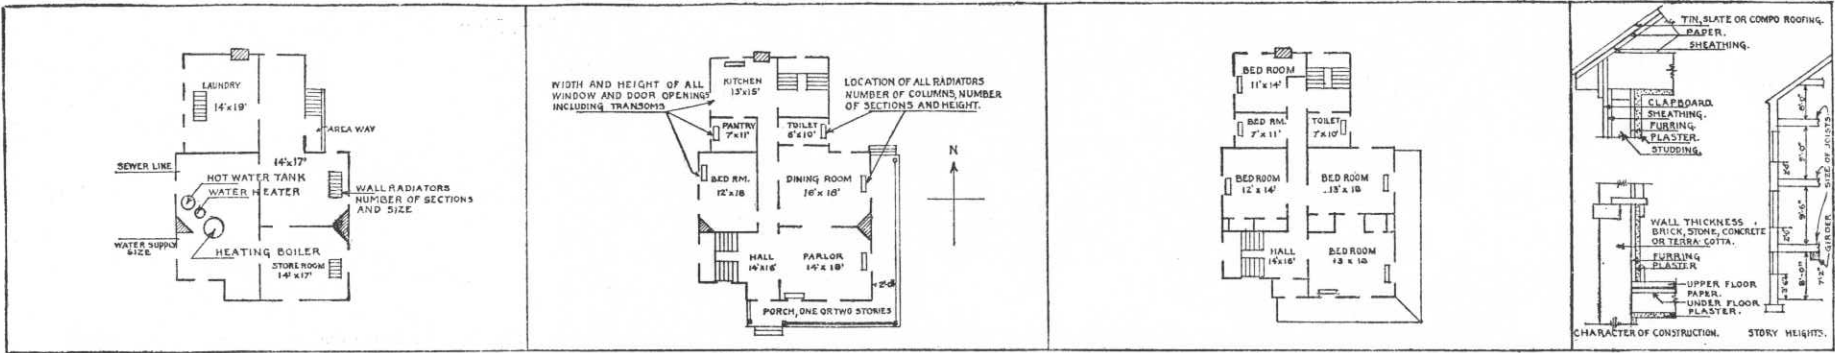 LAUNDRY
14'x19'
AREA WAY
14'x17'
SEWER LINE
HOT WATER TANK
WATER HEATER
WALL RADIATORS
NUMBER OF SECTIONS
AND SIZE
WATER SUPPLY
SIZE
HEATING BOILER
STORE ROOM
14'x17'
WIDTH AND HEIGHT OF ALL
WINDOW AND DOOR OPENINGS
INCLUDING TRANSOMS
KITCHEN
13'x15'
LOCATION OF ALL RADIATORS
NUMBER OF COLUMNS, NUMBER
OF SECTIONS AND HEIGHT.
PANTRY
7'x11'
TOILET
6'x10'
BED RM.
12'x18
DINING ROOM
16'x18'
N
HALL
14'x18'
PARLOR
14'x18'
PORCH, ONE OR TWO STORIES
BED ROOM
11'x14'
BED RM.
7'x11'
TOILET
7'x10'
BED ROOM
12'x14'
BED ROOM
13'x18
HALL
14'x18'
BED ROOM
13 x 18
TIN, SLATE OR COMPO ROOFING.
PAPER.
SHEATHING.
CLAPBOARD.
SHEATHING.
FURRING.
PLASTER.
STUDDING.
WALL THICKNESS
BRICK, STONE, CONCRETE
OR TERRA-COTTA.
FURRING
PLASTER
UPPER FLOOR
PAPER.
UNDER FLOOR
PLASTER.
CHARACTER OF CONSTRUCTION.
SIZE OF JOISTS
GIRDER
9'-6"
8'-0"
7'-2"
STORY HEIGHTS.